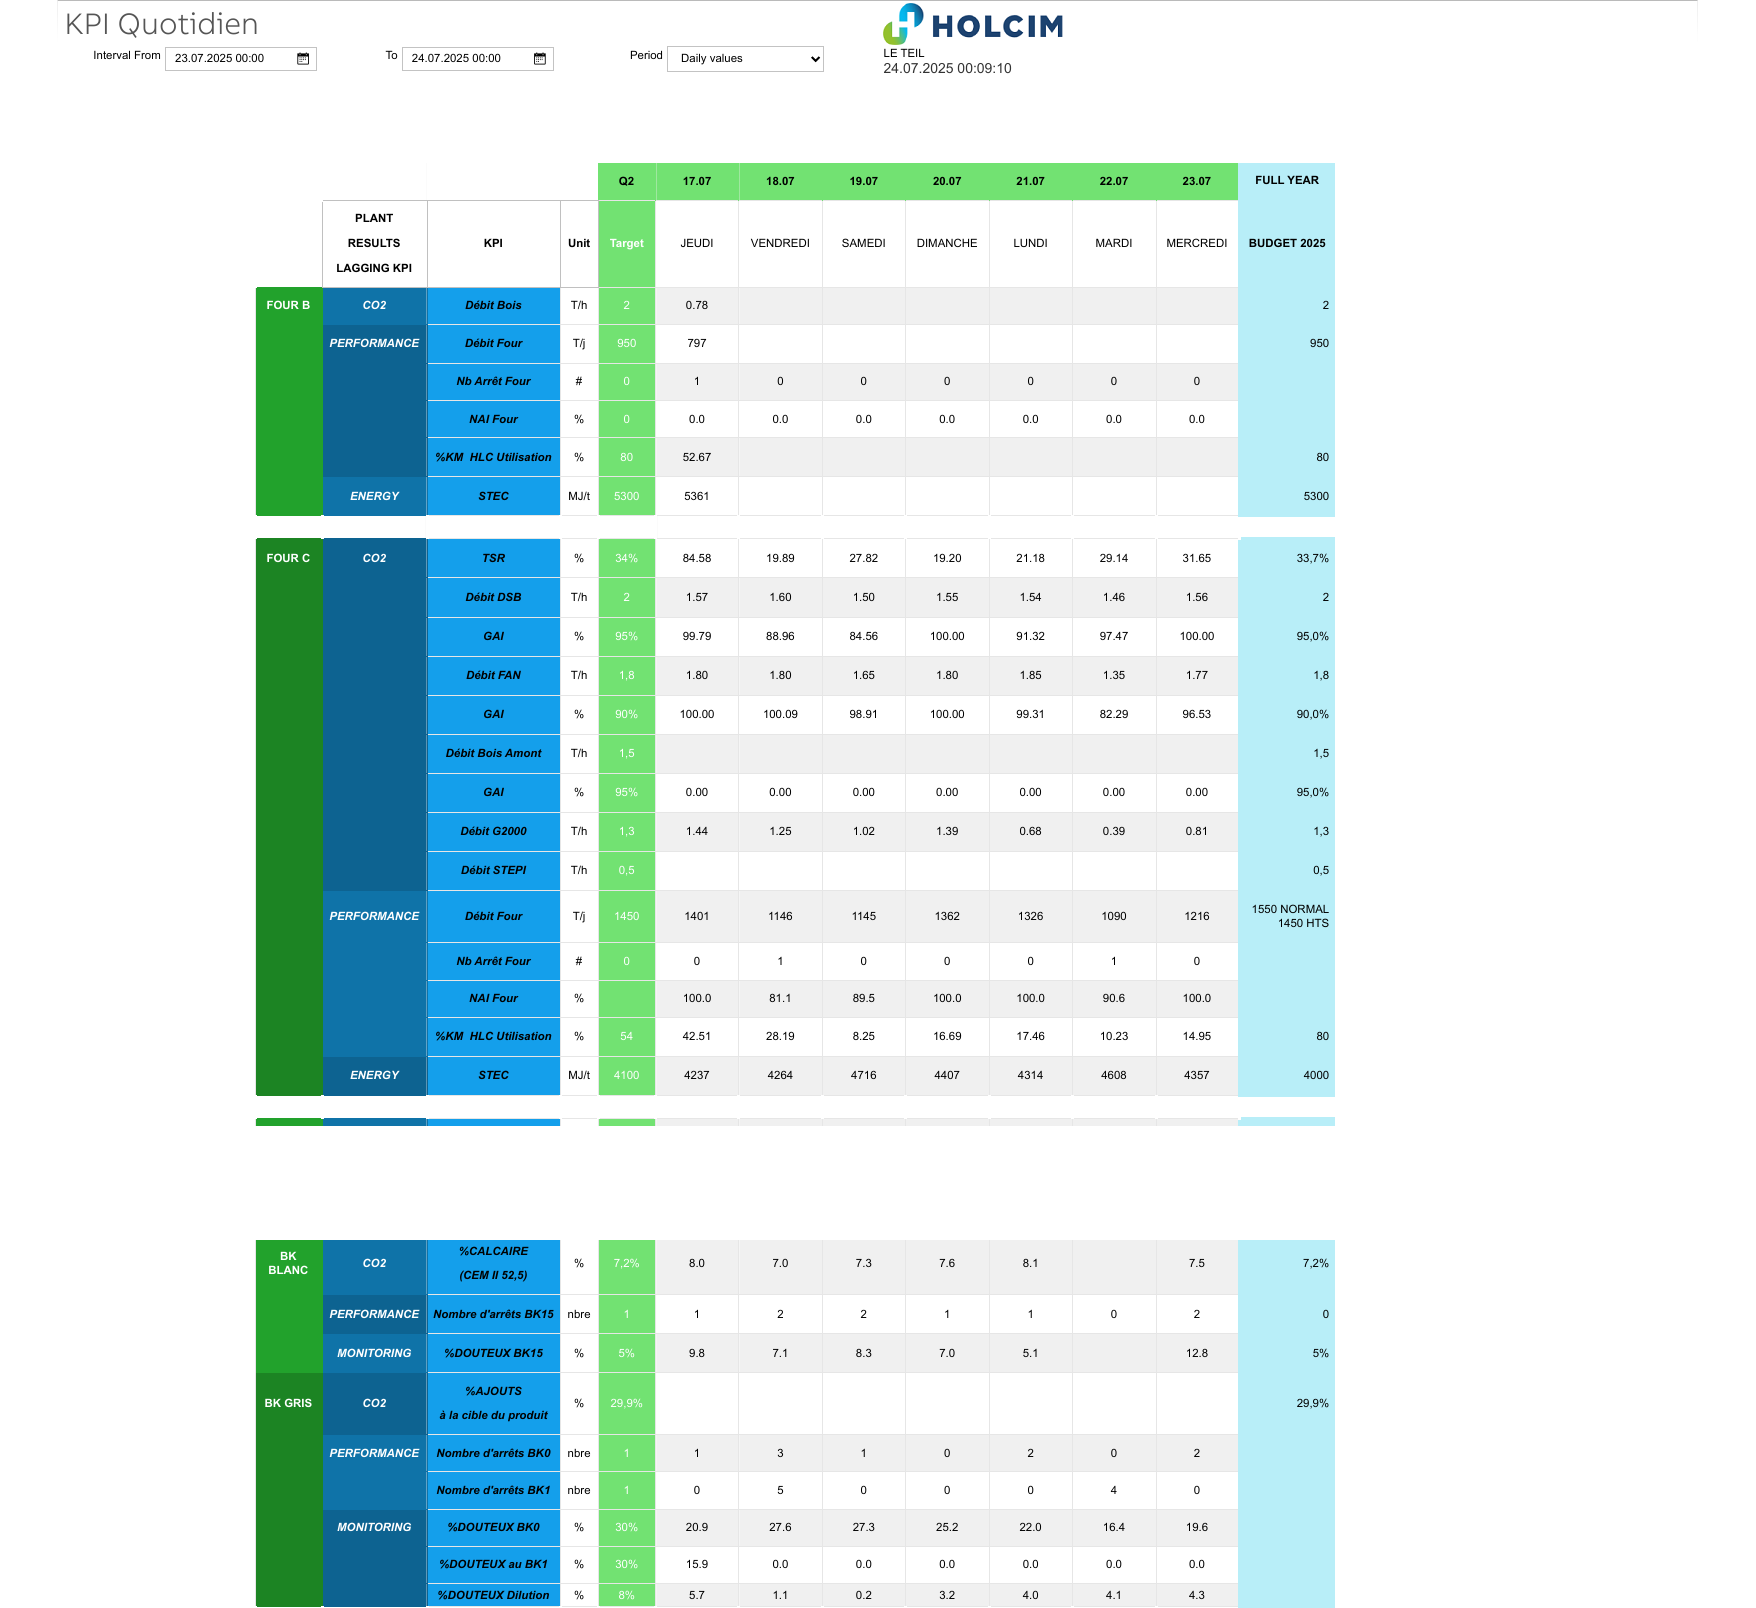 KPI Quotidien
HOLCIM
Interval From 23.07.2025 00:00 To 24.07.2025 00:00 Period Daily values LE TEIL
24.07.2025 00:09:10
Q2 17.07 18.07 19.07 20.07 21.07 22.07 23.07 FULL YEAR
PLANT
RESULTS KPI Unit Target JEUDI VENDREDI SAMEDI DIMANCHE LUNDI MARDI MERCREDI BUDGET 2025
LAGGING KPI
FOUR B CO2 Débit Bois T/h 2 0.78 2
PERFORMANCE Débit Four T/j 950 797 950
Nb Arrêt Four # 0 1 0 0 0 0 0 0
NAI Four % 0 0.0 0.0 0.0 0.0 0.0 0.0 0.0
%KM HLC Utilisation % 80 52.67 80
ENERGY STEC MJ/t 5300 5361 5300
FOUR C CO2 TSR % 34% 84.58 19.89 27.82 19.20 21.18 29.14 31.65 33,7%
Débit DSB T/h 2 1.57 1.60 1.50 1.55 1.54 1.46 1.56 2
GAI % 95% 99.79 88.96 84.56 100.00 91.32 97.47 100.00 95,0%
Débit FAN T/h 1,8 1.80 1.80 1.65 1.80 1.85 1.35 1.77 1,8
GAI % 90% 100.00 100.09 98.91 100.00 99.31 82.29 96.53 90,0%
Débit Bois Amont T/h 1,5 1,5
GAI % 95% 0.00 0.00 0.00 0.00 0.00 0.00 0.00 95,0%
Débit G2000 T/h 1,3 1.44 1.25 1.02 1.39 0.68 0.39 0.81 1,3
Débit STEPI T/h 0,5 0,5
PERFORMANCE Débit Four T/j 1450 1401 1146 1145 1362 1326 1090 1216 1550 NORMAL
1450 HTS
Nb Arrêt Four # 0 0 1 0 0 0 1 0
NAI Four % 100.0 81.1 89.5 100.0 100.0 90.6 100.0
%KM HLC Utilisation % 54 42.51 28.19 8.25 16.69 17.46 10.23 14.95 80
ENERGY STEC MJ/t 4100 4237 4264 4716 4407 4314 4608 4357 4000
BK
BLANC CO2 %CALCAIRE
(CEM II 52,5) % 7,2% 8.0 7.0 7.3 7.6 8.1 7.5 7,2%
PERFORMANCE Nombre d'arrêts BK15 nbre 1 1 2 2 1 1 0 2 0
MONITORING %DOUTEUX BK15 % 5% 9.8 7.1 8.3 7.0 5.1 12.8 5%
BK GRIS CO2 %AJOUTS
à la cible du produit % 29,9% 29,9%
PERFORMANCE Nombre d'arrêts BK0 nbre 1 1 3 1 0 2 0 2
Nombre d'arrêts BK1 nbre 1 0 5 0 0 0 4 0
MONITORING %DOUTEUX BK0 % 30% 20.9 27.6 27.3 25.2 22.0 16.4 19.6
%DOUTEUX au BK1 % 30% 15.9 0.0 0.0 0.0 0.0 0.0 0.0
%DOUTEUX Dilution % 8% 5.7 1.1 0.2 3.2 4.0 4.1 4.3